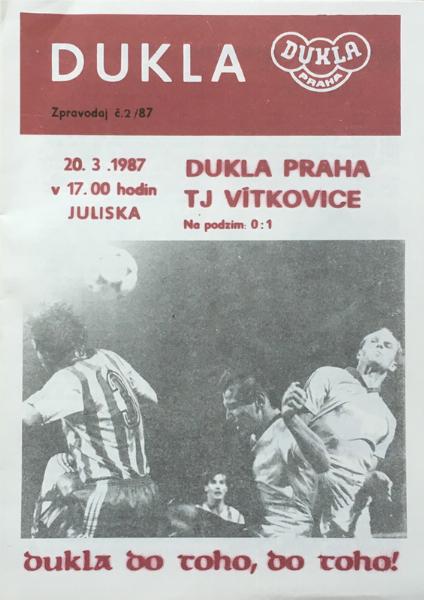 DUKLA
DUKLA
PRAHA
Zpravodaj č.2/87
20. 3 .1987
v 17.00 hodin
JULISKA
DUKLA PRAHA
TJ VÍTKOVICE
Na podzim: 0:1
3
dukla do toho, do toho!